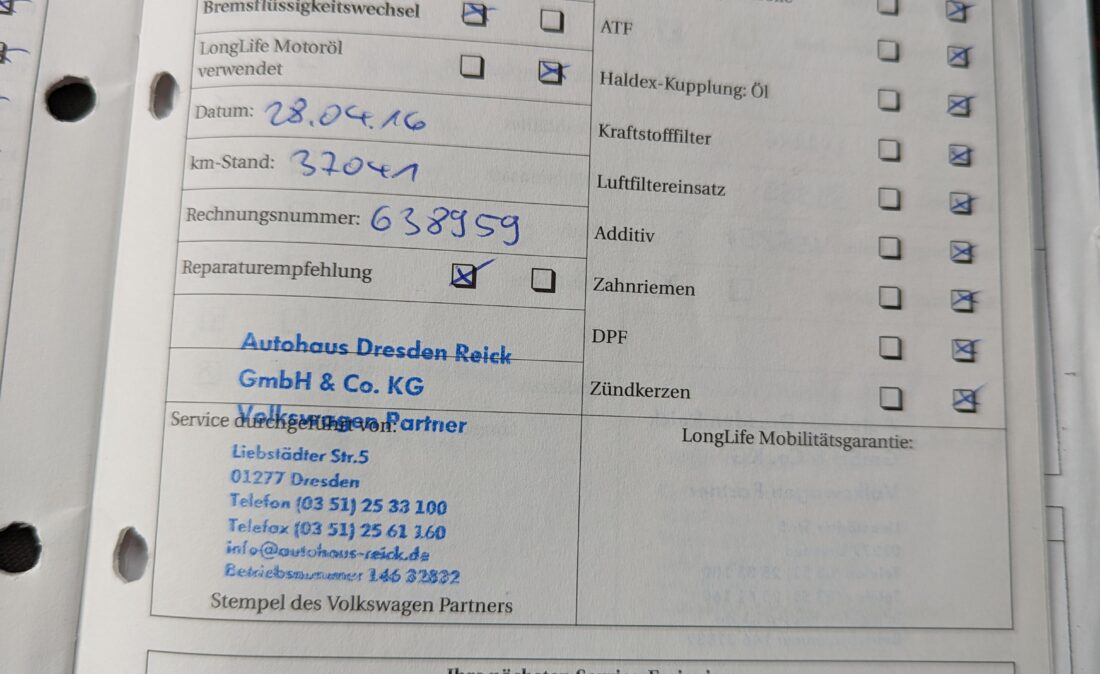 Bremsflüssigkeitswechsel
LongLife Motoröl
verwendet
Datum: 28.04.16
km-Stand: 37041
Rechnungsnummer: 638959
Reparaturempfehlung
Autohaus Dresden Reick
GmbH & Co. KG
Volkswagen Partner
Service durchgeführt von:
Liebstädter Str.5
01277 Dresden
Telefon (03 51) 25 33 100
Telefax (03 51) 25 61 160
info@autohaus-reick.de
Betriebsnummer 146 32832
Stempel des Volkswagen Partners
ATF
Haldex-Kupplung: Öl
Kraftstofffilter
Luftfiltereinsatz
Additiv
Zahnriemen
DPF
Zündkerzen
LongLife Mobilitätsgarantie: